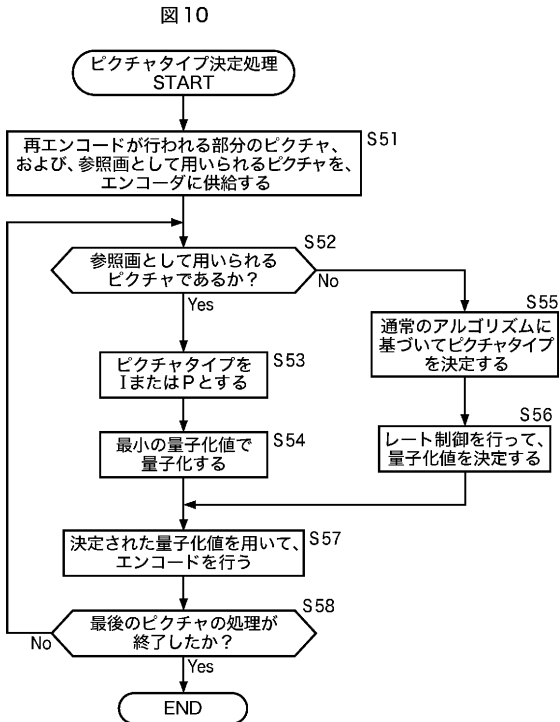 図10
ピクチャタイプ決定処理
START
再エンコードが行われる部分のピクチャ、
および、参照画として用いられるピクチャを、
エンコーダに供給する
S51
参照画として用いられる
ピクチャであるか?
S52
No
Yes
ピクチャタイプを
IまたはPとする
S53
最小の量子化値で
量子化する
S54
通常のアルゴリズムに
基づいてピクチャタイプ
を決定する
S55
レート制御を行って、
量子化値を決定する
S56
決定された量子化値を用いて、
エンコードを行う
S57
最後のピクチャの処理が
終了したか?
S58
No
Yes
END